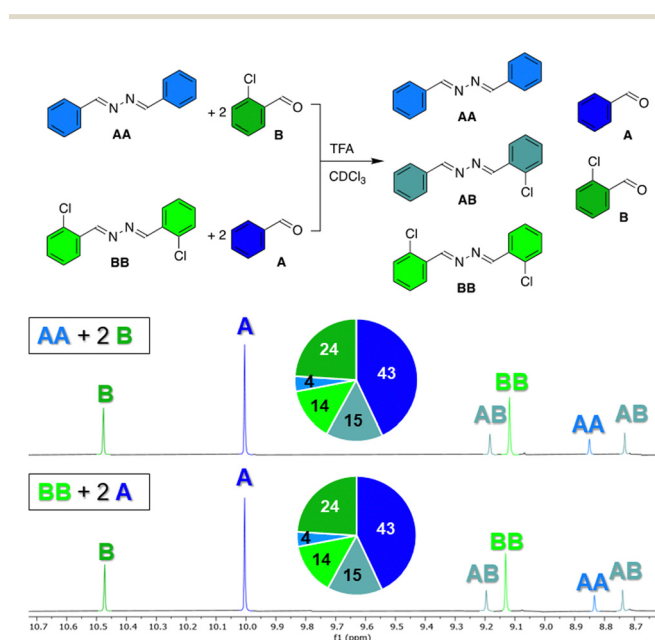 Cl
N N
AA
+ 2
O
B
TFA
CDCl3
Cl
N N
Cl
BB
+ 2
O
A
N N
AA
O
A
N N
Cl
AB
Cl
O
B
Cl
N N
Cl
BB
AA + 2 B
B
A
24
43
4
14
15
AB
BB
AA
AB
BB + 2 A
B
A
24
43
4
14
15
AB
BB
AA
AB
10.7 10.6 10.5 10.4 10.3 10.2 10.1 10.0 9.9 9.8 9.7 9.6 9.5 9.4 9.3 9.2 9.1 9.0 8.9 8.8 8.7
f1 (ppm)